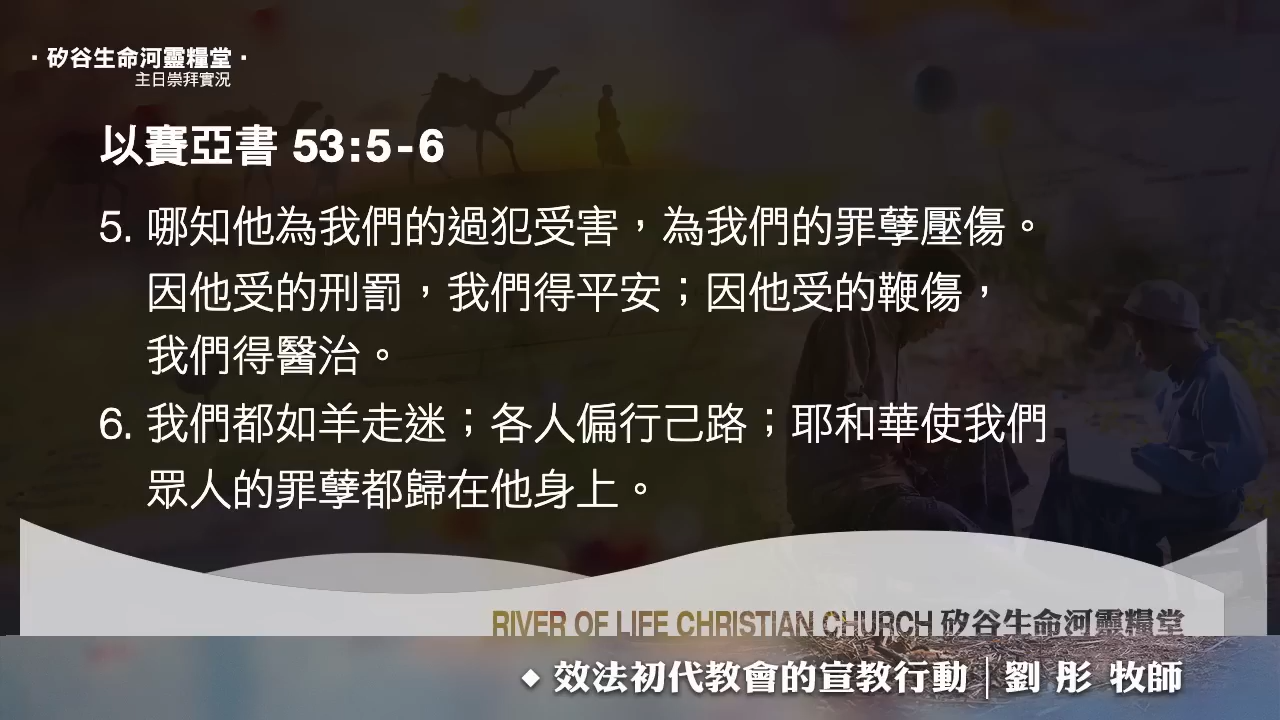 ·矽谷生命河靈糧堂·
主日崇拜實況
以賽亞書 53:5-6
5. 哪知他為我們的過犯受害，為我們的罪孽壓傷。
因他受的刑罰，我們得平安；因他受的鞭傷，
我們得醫治。
6. 我們都如羊走迷；各人偏行己路；耶和華使我們
眾人的罪孽都歸在他身上。
RIVER OF LIFE CHRISTIAN CHURCH 矽谷生命河靈糧堂
◆ 效法初代教會的宣教行動│劉 彤 牧師